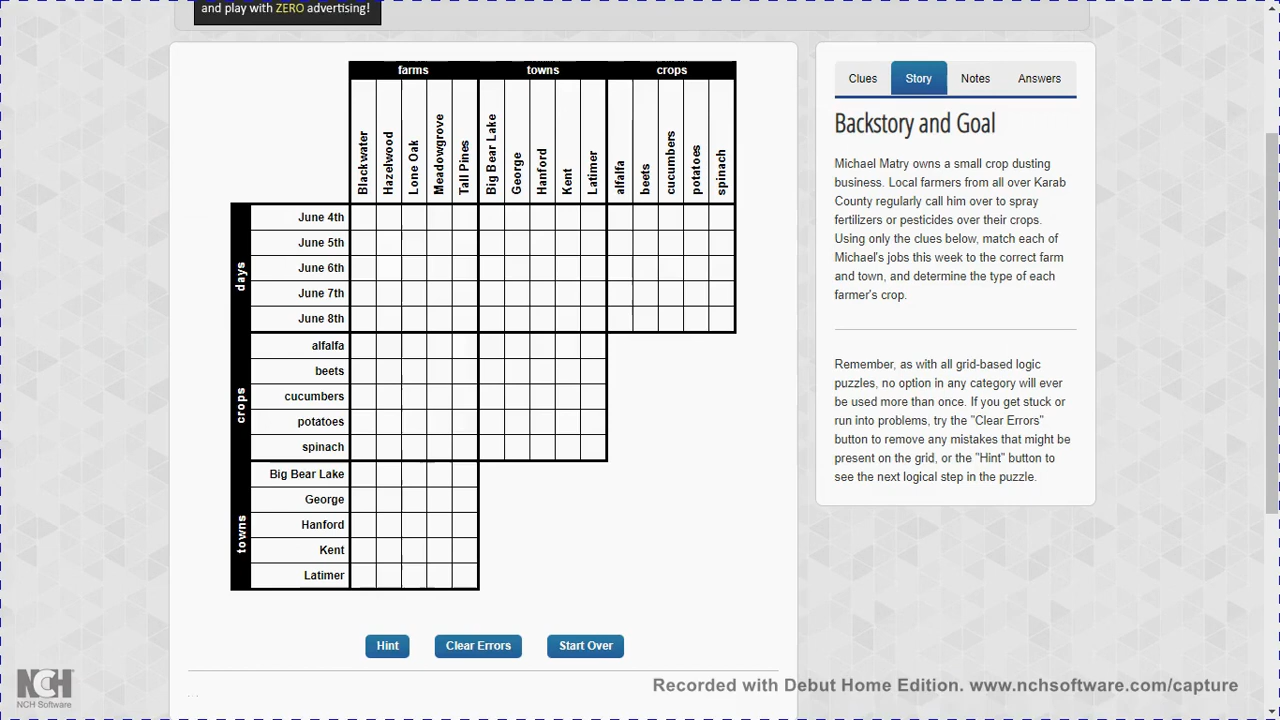 and play with ZERO advertising!
farms towns crops
Blackwater
Hazelwood
Lone Oak
Meadowgrove
Tall Pines
Big Bear Lake
George
Hanford
Kent
Latimer
alfalfa
beets
cucumbers
potatoes
spinach
days
June 4th
June 5th
June 6th
June 7th
June 8th
crops
alfalfa
beets
cucumbers
potatoes
spinach
towns
Big Bear Lake
George
Hanford
Kent
Latimer
Hint Clear Errors Start Over
Clues Story Notes Answers
Backstory and Goal
Michael Matry owns a small crop dusting
business. Local farmers from all over Karab
County regularly call him over to spray
fertilizers or pesticides over their crops.
Using only the clues below, match each of
Michael's jobs this week to the correct farm
and town, and determine the type of each
farmer's crop.
Remember, as with all grid-based logic
puzzles, no option in any category will ever
be used more than once. If you get stuck or
run into problems, try the "Clear Errors"
button to remove any mistakes that might be
present on the grid, or the "Hint" button to
see the next logical step in the puzzle.
NCH
NCH Software
Recorded with Debut Home Edition. www.nchsoftware.com/capture